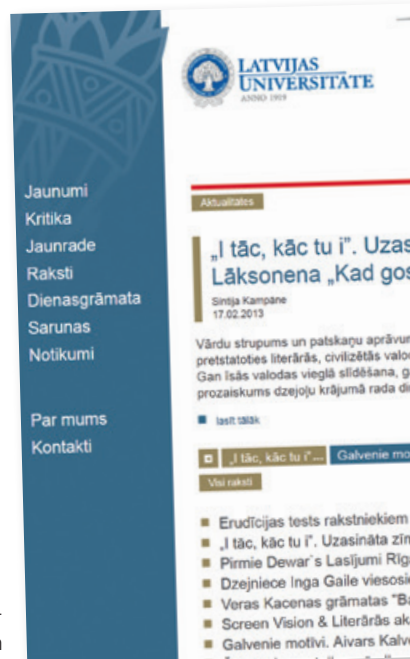 LATVIJAS
UNIVERSITĀTE
ANNO 1919
Jaunumi
Kritika
Jaunrade
Raksti
Dienasgrāmata
Sarunas
Notikumi
Par mums
Kontakti
Aktualitātes
„I tāc, kāc tu i”. Uzas
Lāksonena „Kad gos
Sintija Kampāne
17.02.2013
Vārdu strupums un patskaņu aprāvum
pretstatoties literārās, civilizētās valod
Gan īsās valodas vieglā slīdēšana, g
prozaiskums dzejoļu krājumā rada di
lasīt tālāk
„I tāc, kāc tu i”... Galvenie mo
Visi raksti
Erudīcijas tests rakstniekiem
„I tāc, kāc tu i”. Uzasināta zīm
Pirmie Dewar`s Lasījumi Rīga
Dzejniece Inga Gaile viesosi
Veras Kacenas grāmatas "Ba
Screen Vision & Literārās aka
Galvenie motīvi. Aivars Kalve